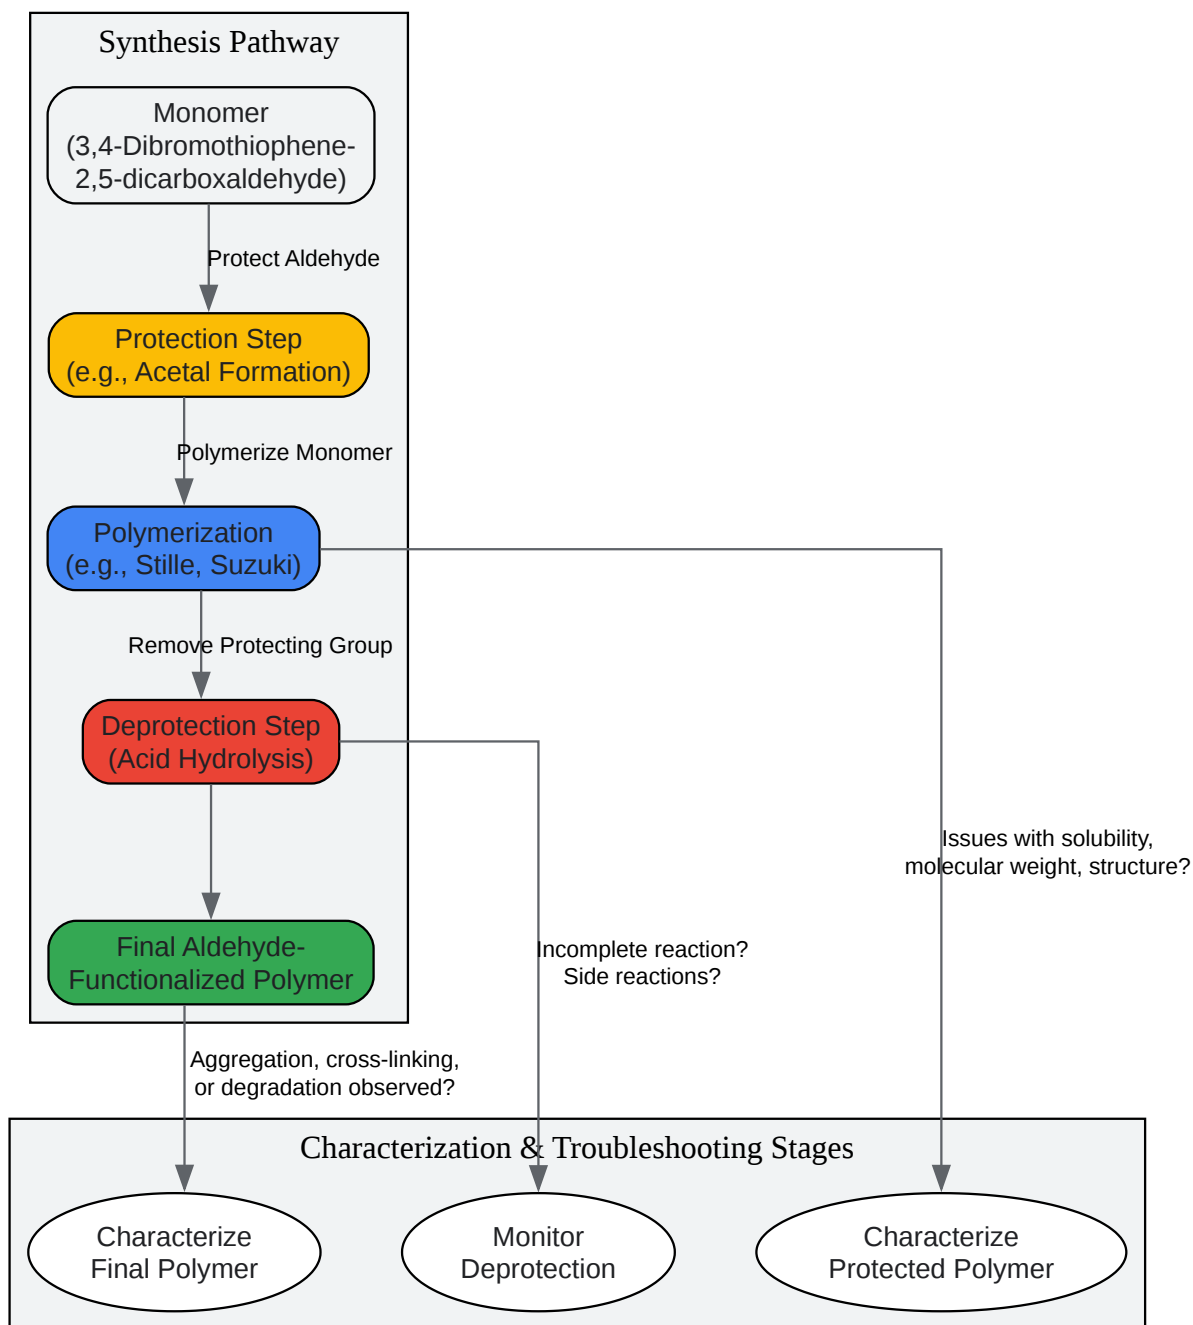 Synthesis Pathway
Monomer
(3,4-Dibromothiophene-
2,5-dicarboxaldehyde)
Protect Aldehyde
Protection Step
(e.g., Acetal Formation)
Polymerize Monomer
Polymerization
(e.g., Stille, Suzuki)
Remove Protecting Group
Deprotection Step
(Acid Hydrolysis)
Issues with solubility,
molecular weight, structure?
Final Aldehyde-
Functionalized Polymer
Incomplete reaction?
Side reactions?
Aggregation, cross-linking,
or degradation observed?
Characterization & Troubleshooting Stages
Characterize
Final Polymer
Monitor
Deprotection
Characterize
Protected Polymer